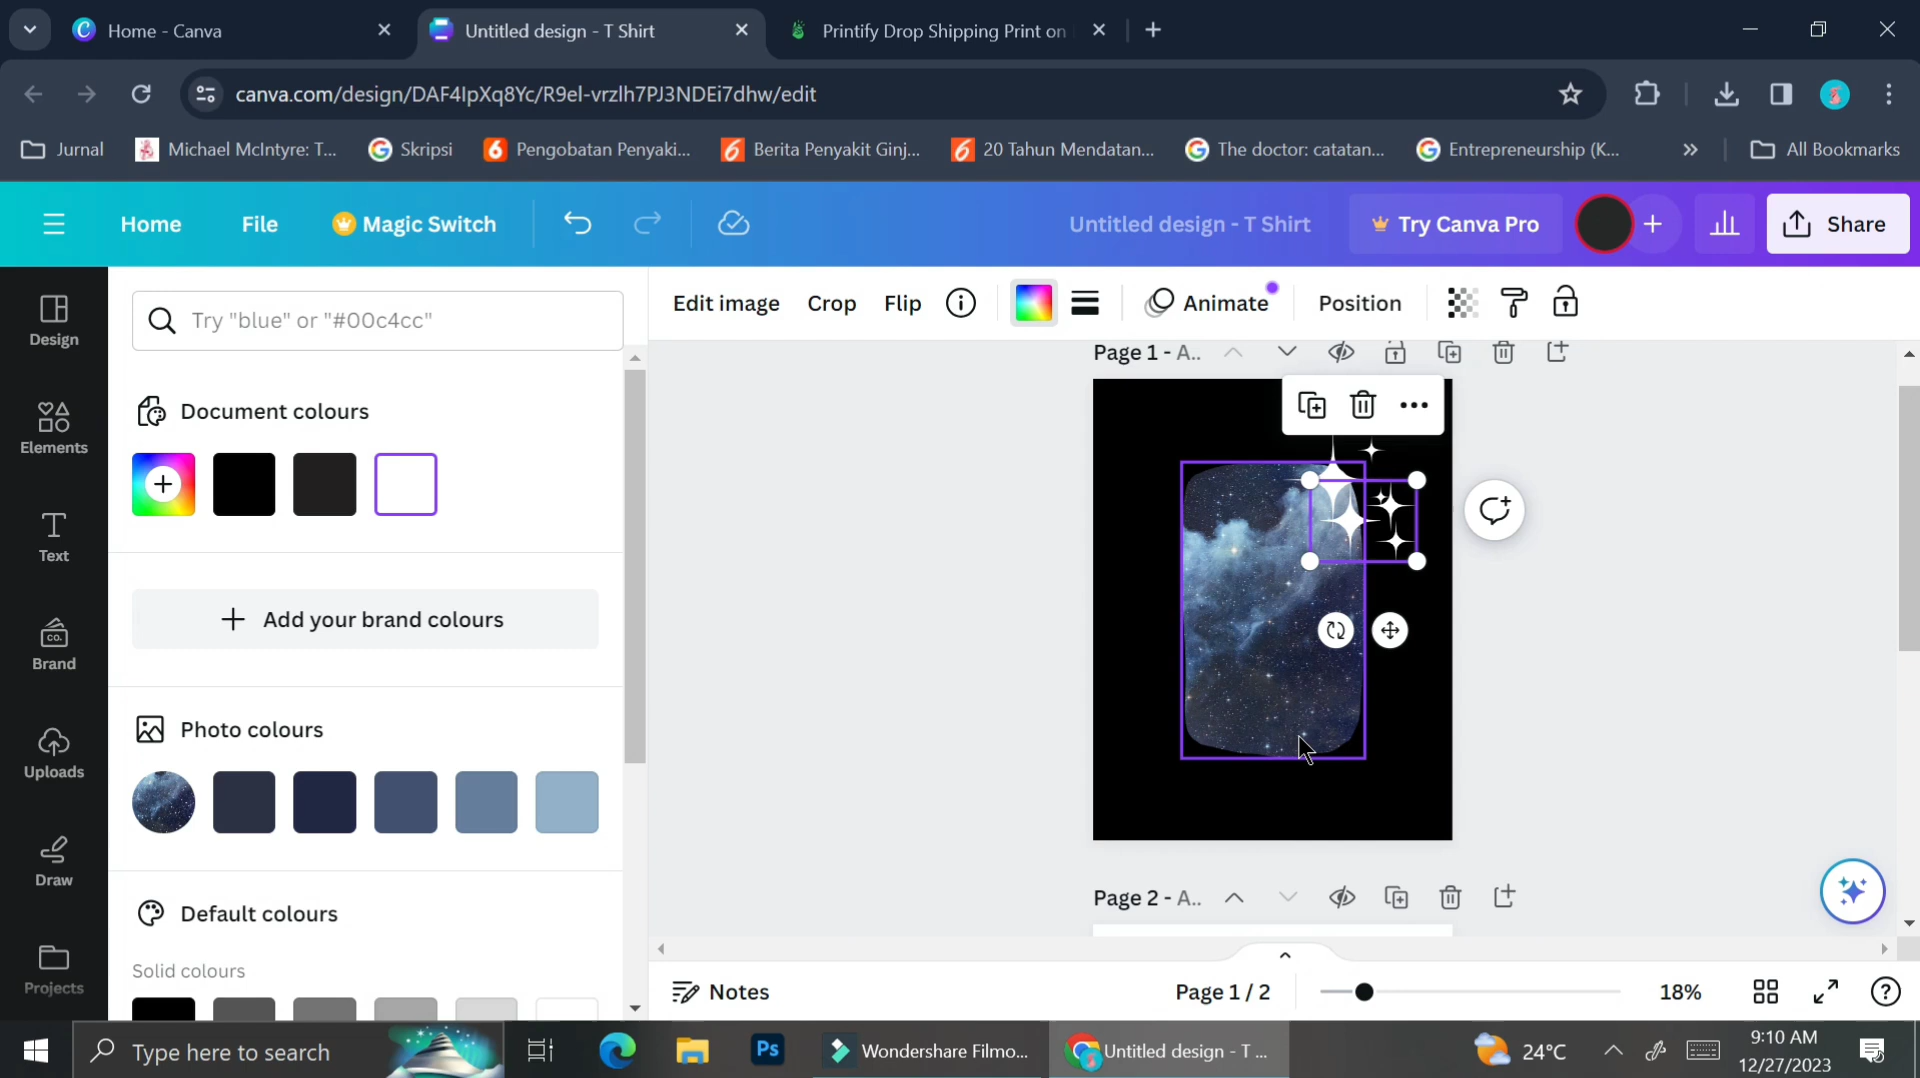 Home - Canva
Untitled design - T Shirt
Printify Drop Shipping Print on
canva.com/design/DAF4IpXq8Yc/R9el-vrzlh7PJ3NDEi7dhw/edit
Jurnal
Michael McIntyre: T...
Skripsi
Pengobatan Penyaki...
Berita Penyakit Ginj...
20 Tahun Mendatan...
The doctor: catatan...
Entrepreneurship (K...
»
All Bookmarks
Home
File
Magic Switch
Untitled design - T Shirt
Try Canva Pro
Share
Design
Elements
Text
CO.
Brand
Uploads
Draw
Projects
Try "blue" or "#00c4cc"
Document colours
Add your brand colours
Photo colours
Default colours
Solid colours
Edit image
Crop
Flip
Animate
Position
Page 1 - A..
Page 2 - A..
Notes
Page 1 / 2
18%
Type here to search
Ps
Wondershare Filmo...
Untitled design - T ...
24°C
9:10 AM
12/27/2023